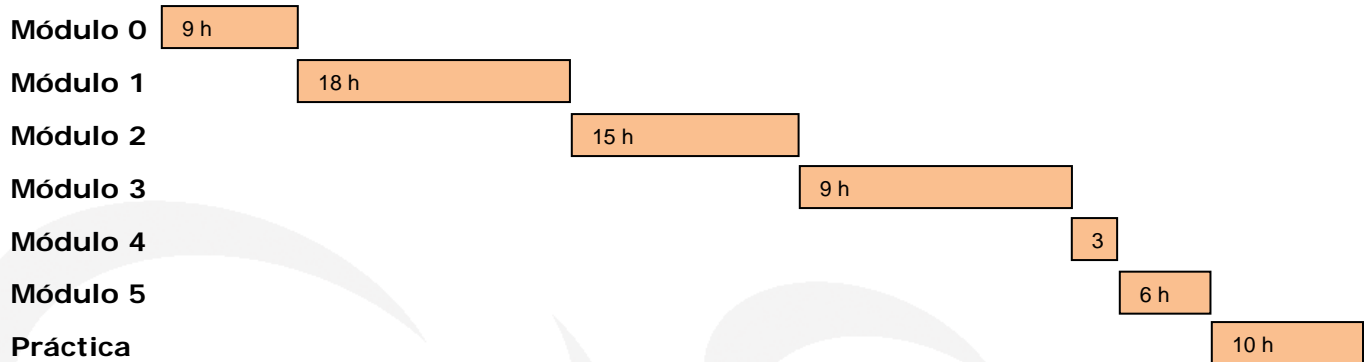 Módulo 0 9 h
Módulo 1 18 h
Módulo 2 15 h
Módulo 3 9 h
Módulo 4 3
Módulo 5 6 h
Práctica 10 h